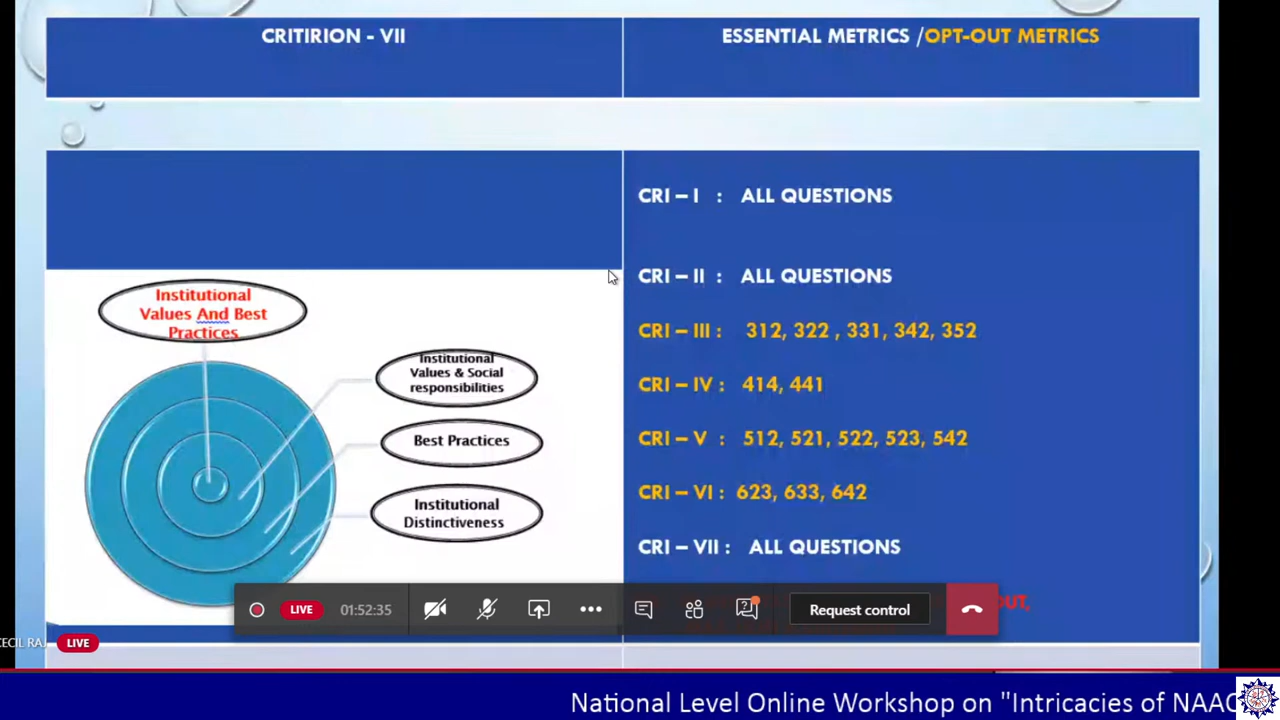 CRITIRION - VII
ESSENTIAL METRICS /OPT-OUT METRICS
CRI – I : ALL QUESTIONS
CRI – II : ALL QUESTIONS
CRI – III : 312, 322 , 331, 342, 352
CRI – IV : 414, 441
CRI – V : 512, 521, 522, 523, 542
CRI – VI : 623, 633, 642
CRI – VII : ALL QUESTIONS
Institutional
Values And Best
Practices
Institutional
Values & Social
responsibilities
Best Practices
Institutional
Distinctiveness
LIVE
01:52:35
Request control
CECIL RAJ
LIVE
National Level Online Workshop on "Intricacies of NAAC